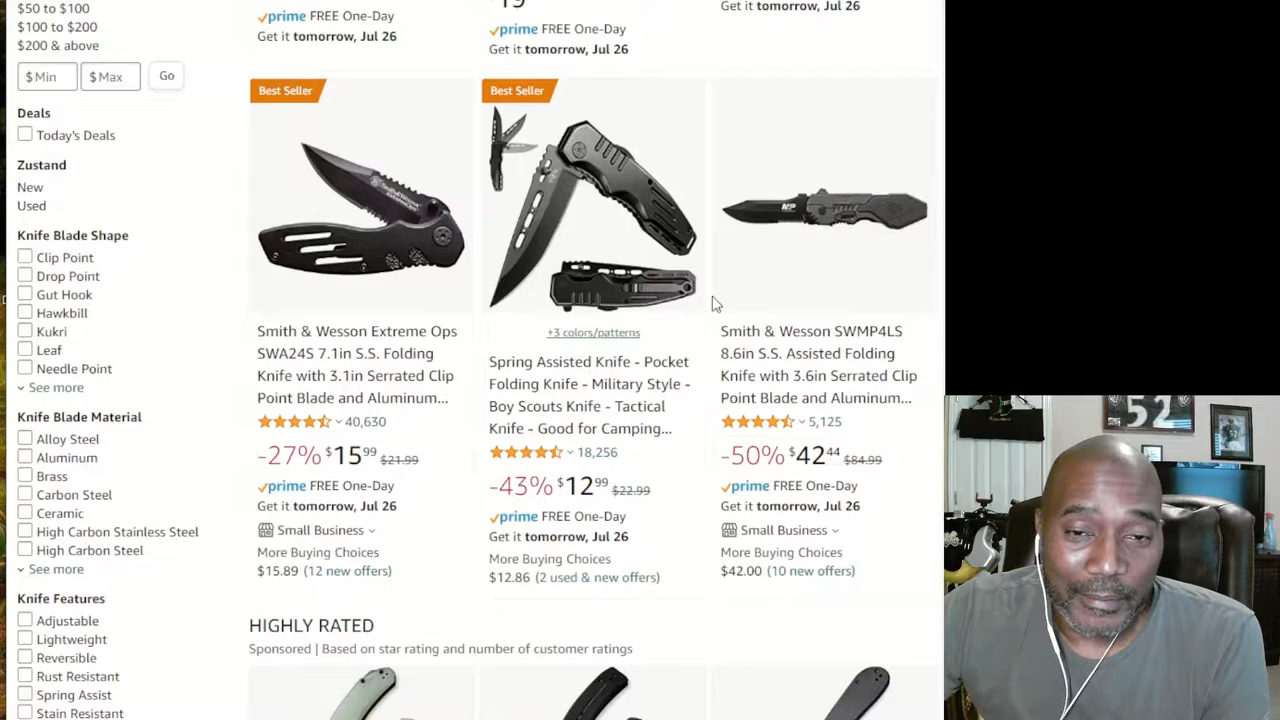 $50 to $100
$100 to $200
$200 & above
$ Min
$ Max
Go
Deals
Today's Deals
Zustand
New
Used
Knife Blade Shape
Clip Point
Drop Point
Gut Hook
Hawkbill
Kukri
Leaf
Needle Point
See more
Knife Blade Material
Alloy Steel
Aluminum
Brass
Carbon Steel
Ceramic
High Carbon Stainless Steel
High Carbon Steel
See more
Knife Features
Adjustable
Lightweight
Reversible
Rust Resistant
Spring Assist
Stain Resistant
prime FREE One-Day
Get it tomorrow, Jul 26
19
prime FREE One-Day
Get it tomorrow, Jul 26
Get it tomorrow, Jul 26
Best Seller
Smith & Wesson Extreme Ops
SWA24S 7.1in S.S. Folding
Knife with 3.1in Serrated Clip
Point Blade and Aluminum...
40,630
-27% $15 99 $21.99
prime FREE One-Day
Get it tomorrow, Jul 26
Small Business
More Buying Choices
$15.89 (12 new offers)
Best Seller
+3 colors/patterns
Spring Assisted Knife - Pocket
Folding Knife - Military Style -
Boy Scouts Knife - Tactical
Knife - Good for Camping...
18,256
-43% $12 99 $22.99
prime FREE One-Day
Get it tomorrow, Jul 26
More Buying Choices
$12.86 (2 used & new offers)
M&P
Smith & Wesson SWMP4LS
8.6in S.S. Assisted Folding
Knife with 3.6in Serrated Clip
Point Blade and Aluminum...
5,125
-50% $42 44 $84.99
prime FREE One-Day
Get it tomorrow, Jul 26
Small Business
More Buying Choices
$42.00 (10 new offers)
HIGHLY RATED
Sponsored | Based on star rating and number of customer ratings
52